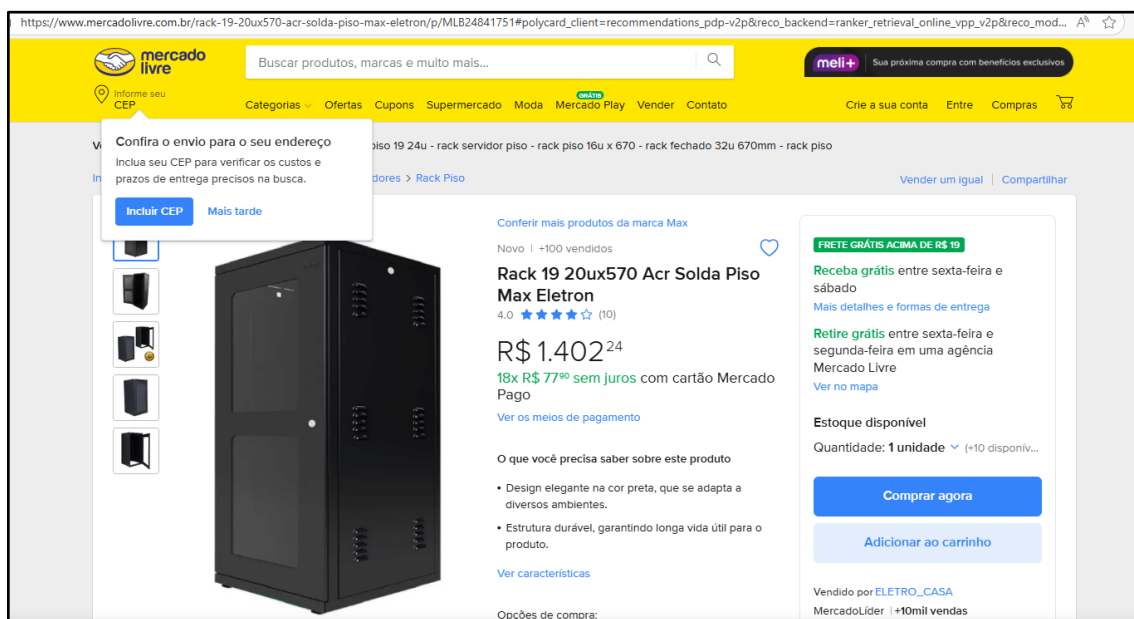 https://www.mercadolivre.com.br/rack-19-20ux570-acr-solda-piso-max-eletron/p/MLB24841751#polycard_client=recommendations_pdp-v2p&reco_backend=ranker_retrieval_online_vpp_v2p&reco_mod...
mercado
livre
Buscar produtos, marcas e muito mais...
meli+ Sua próxima compra com benefícios exclusivos
Informe seu
CEP
GRÁTIS
Categorias Ofertas Cupons Supermercado Moda Mercado Play Vender Contato
Crie a sua conta Entre Compras
Confira o envio para o seu endereço
Inclua seu CEP para verificar os custos e
prazos de entrega precisos na busca.
Incluir CEP Mais tarde
piso 19 24u - rack servidor piso - rack piso 16u x 670 - rack fechado 32u 670mm - rack piso
dores > Rack Piso
Vender um igual | Compartilhar
Conferir mais produtos da marca Max
Novo | +100 vendidos
Rack 19 20ux570 Acr Solda Piso
Max Eletron
4.0 (10)
R$ 1.402 24
18x R$ 77 90 sem juros com cartão Mercado
Pago
Ver os meios de pagamento
O que você precisa saber sobre este produto
• Design elegante na cor preta, que se adapta a
diversos ambientes.
• Estrutura durável, garantindo longa vida útil para o
produto.
Ver características
Opções de compra:
FRETE GRÁTIS ACIMA DE R$ 19
Receba grátis entre sexta-feira e
sábado
Mais detalhes e formas de entrega
Retire grátis entre sexta-feira e
segunda-feira em uma agência
Mercado Livre
Ver no mapa
Estoque disponível
Quantidade: 1 unidade (+10 disponív...
Comprar agora
Adicionar ao carrinho
Vendido por ELETRO_CASA
MercadoLíder | +10mil vendas